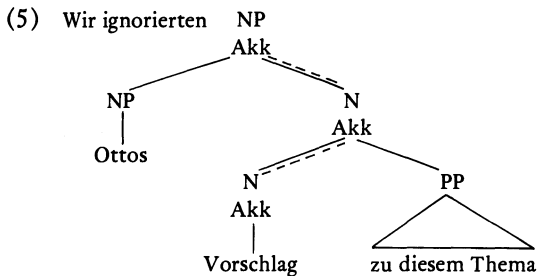 (5) Wir ignorierten NP
Akk
NP N
Akk
Ottos
N PP
Akk
Vorschlag zu diesem Thema